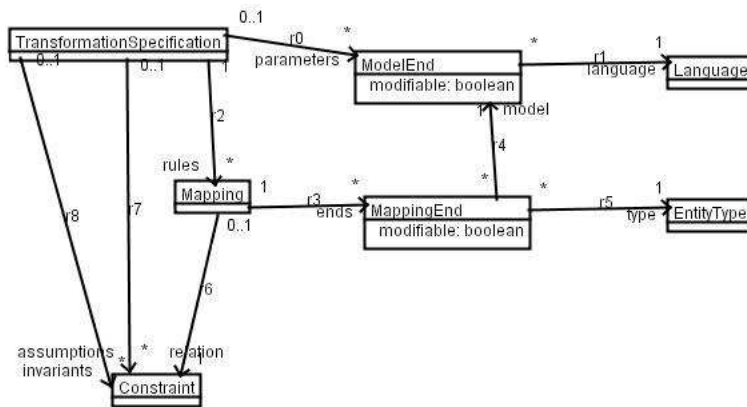 0..1
r0
*
*
r1
1
TransformationSpecification
0..1
0..1
1
parameters
ModelEnd
modifiable: boolean
language
Language
r2
1
model
r4
rules
*
Mapping
1
r3
ends
*
*
MappingEnd
modifiable: boolean
*
r5
type
1
EntityType
r8
r7
0..1
r6
assumptions
invariants
*
*
relation
1
Constraint